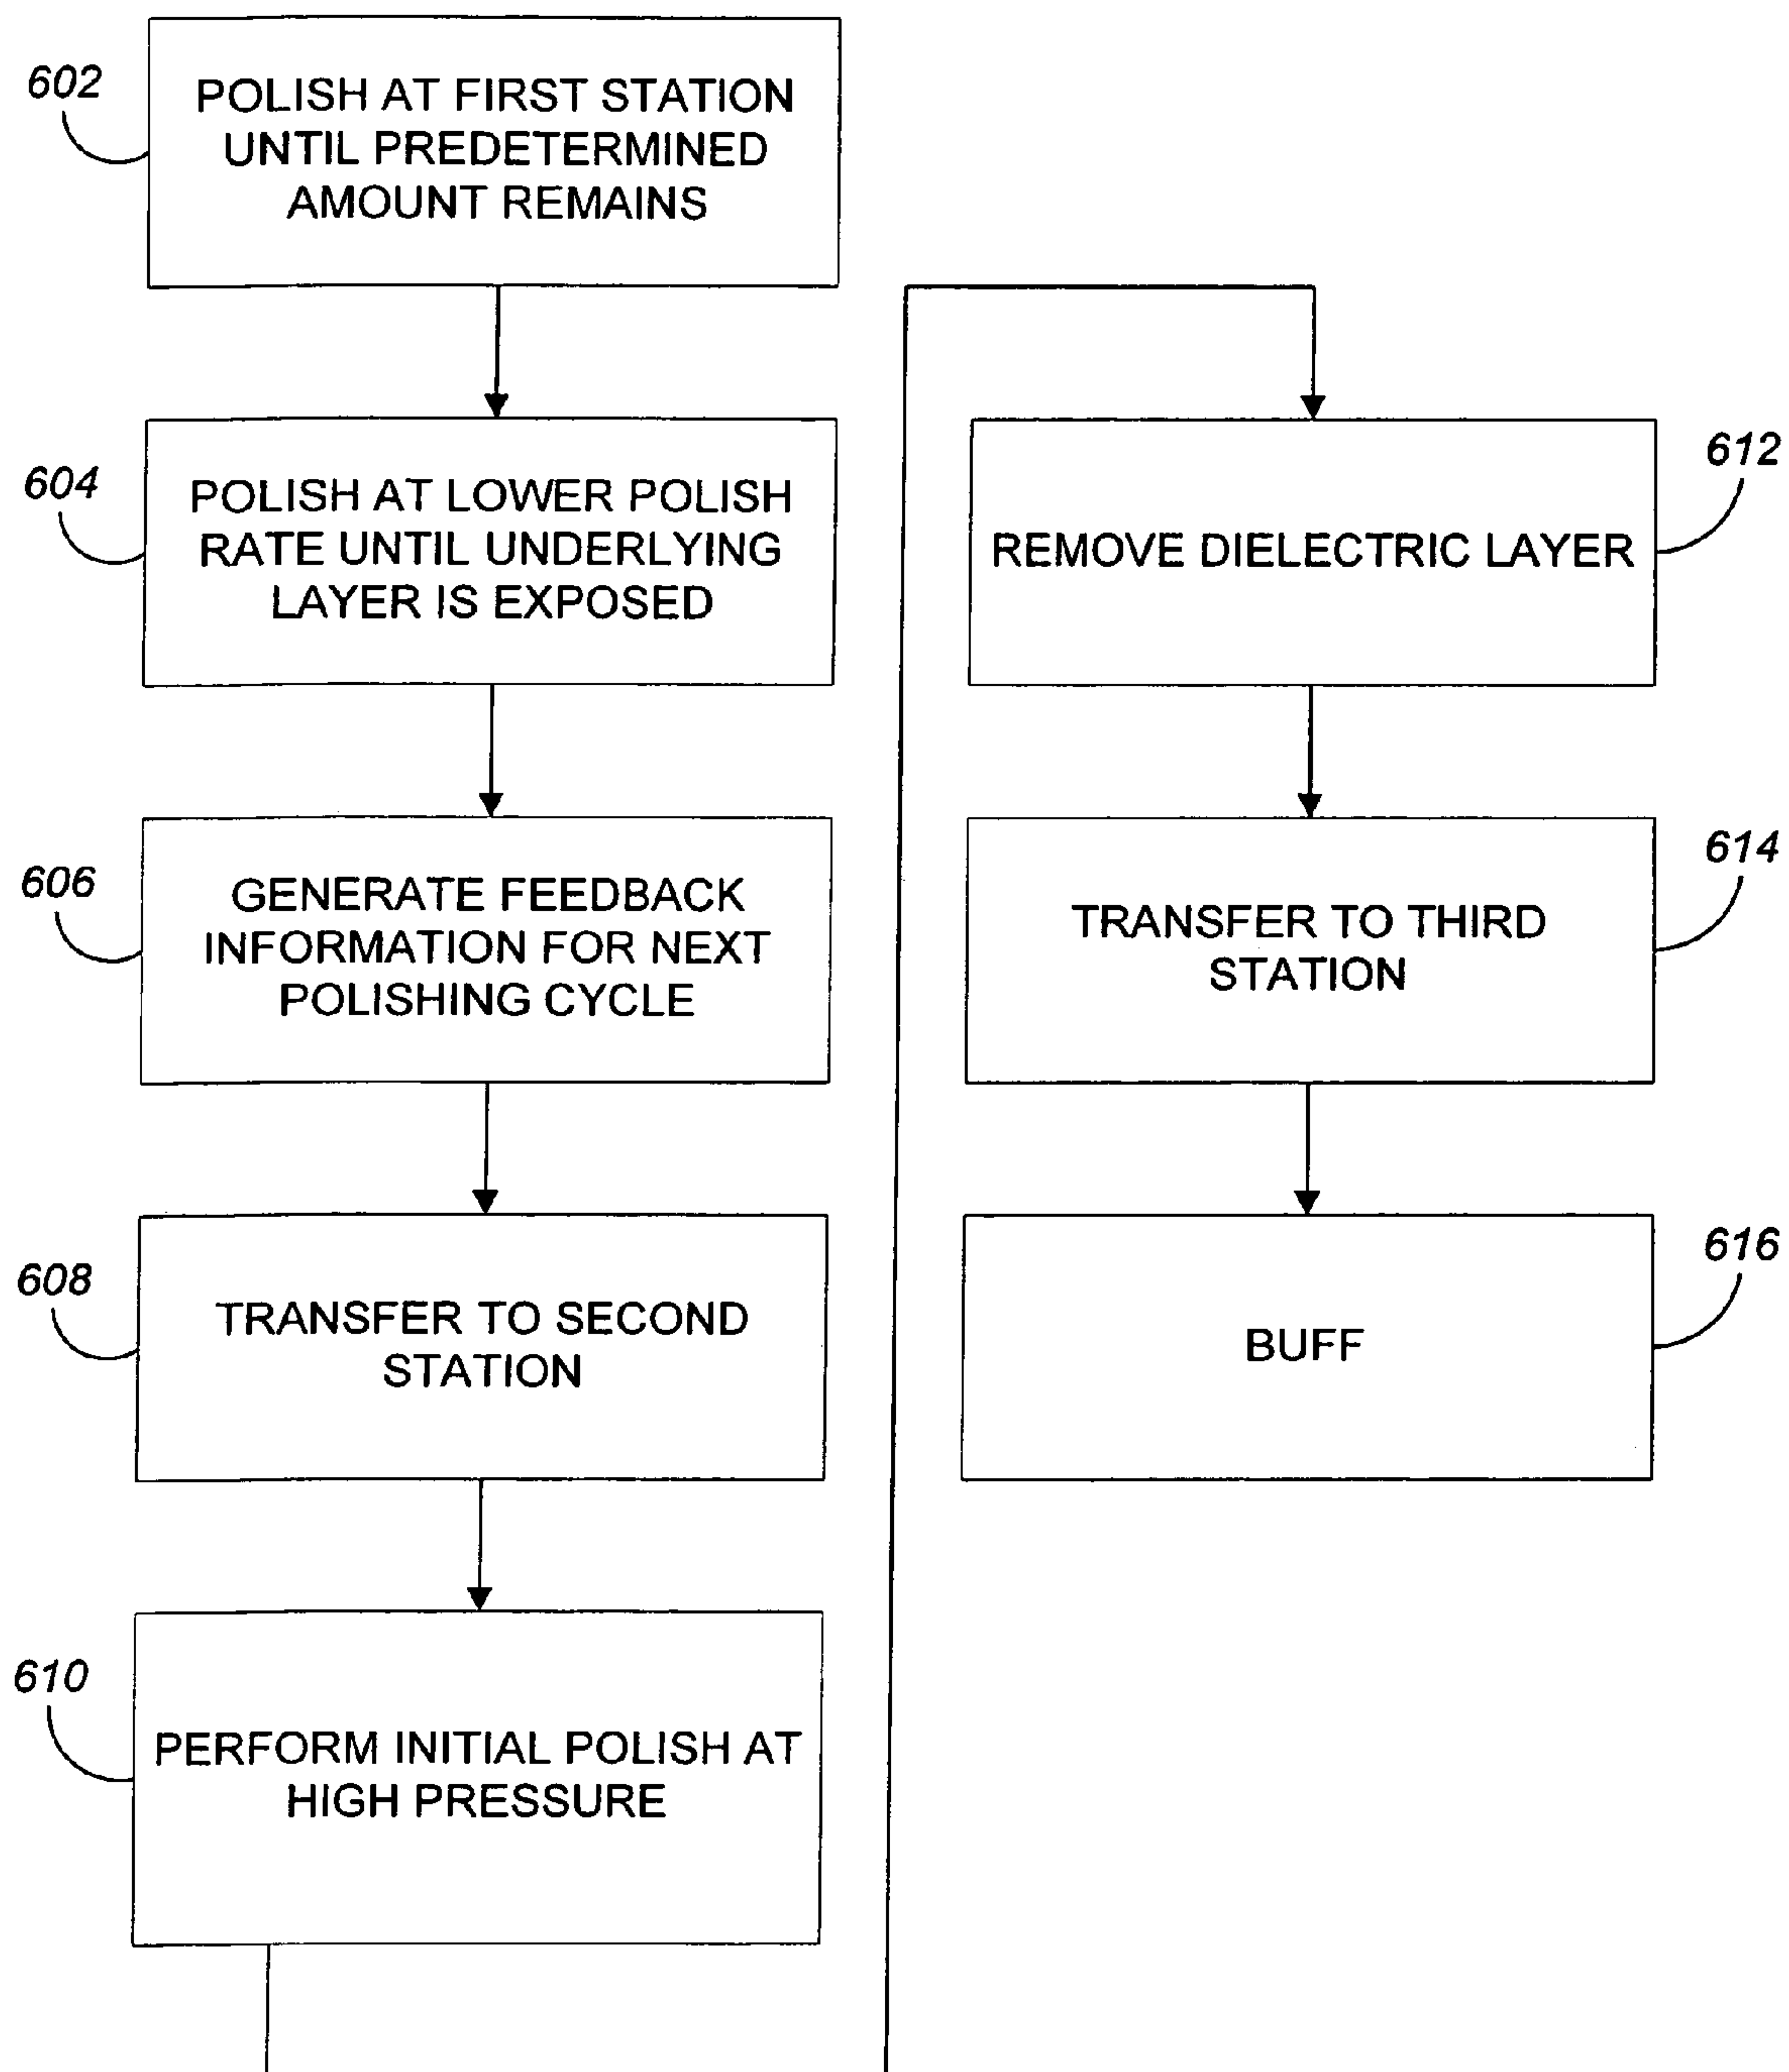 602
POLISH AT FIRST STATION
UNTIL PREDETERMINED
AMOUNT REMAINS
604
POLISH AT LOWER POLISH
RATE UNTIL UNDERLYING
LAYER IS EXPOSED
606
GENERATE FEEDBACK
INFORMATION FOR NEXT
POLISHING CYCLE
608
TRANSFER TO SECOND
STATION
610
PERFORM INITIAL POLISH AT
HIGH PRESSURE
612
REMOVE DIELECTRIC LAYER
614
TRANSFER TO THIRD
STATION
616
BUFF